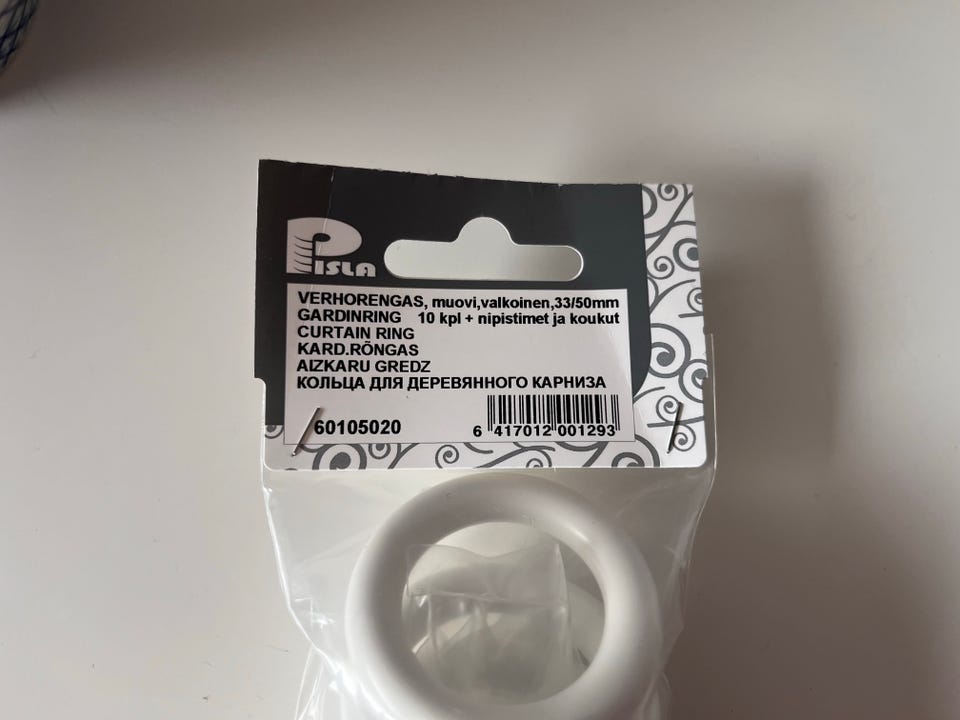 PISLA
VERHORENGAS, muovi,valkoinen,33/50mm
GARDINRING 10 kpl + nipistimet ja koukut
CURTAIN RING
KARD.RÕNGAS
AIZKARU GREDZ
КОЛЬЦА ДЛЯ ДЕРЕВЯННОГО КАРНИЗА
60105020
6 417012 001293